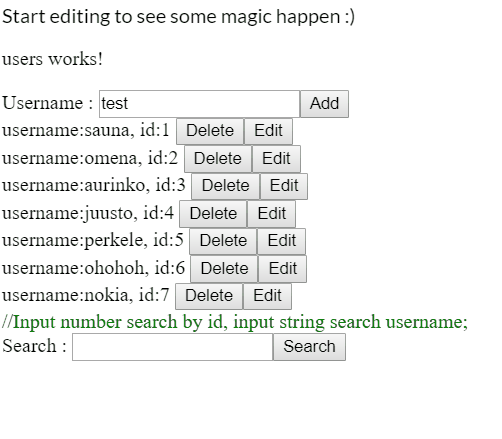 Start editing to see some magic happen :)
users works!
Username : test Add
username:sauna, id:1 Delete Edit
username:omena, id:2 Delete Edit
username:aurinko, id:3 Delete Edit
username:juusto, id:4 Delete Edit
username:perkele, id:5 Delete Edit
username:ohohoh, id:6 Delete Edit
username:nokia, id:7 Delete Edit
//Input number search by id, input string search username;
Search : Search